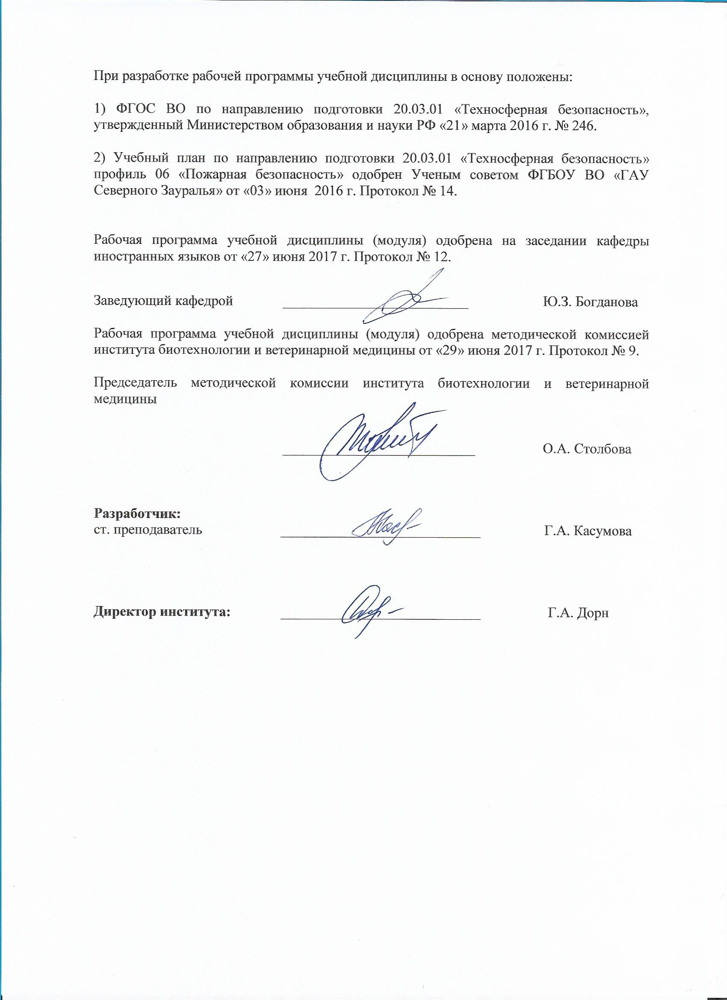 При разработке рабочей программы учебной дисциплины в основу положены:
1) ФГОС ВО по направлению подготовки 20.03.01 «Техносферная безопасность»,
утвержденный Министерством образования и науки РФ «21» марта 2016 г. № 246.
2) Учебный план по направлению подготовки 20.03.01 «Техносферная безопасность»
профиль 06 «Пожарная безопасность» одобрен Ученым советом ФГБОУ ВО «ГАУ
Северного Зауралья» от «03» июня 2016 г. Протокол № 14.
Рабочая программа учебной дисциплины (модуля) одобрена на заседании кафедры
иностранных языков от «27» июня 2017 г. Протокол № 12.
Заведующий кафедрой Ю.З. Богданова
Рабочая программа учебной дисциплины (модуля) одобрена методической комиссией
института биотехнологии и ветеринарной медицины от «29» июня 2017 г. Протокол № 9.
Председатель методической комиссии института биотехнологии и ветеринарной
медицины
О.А. Столбова
Разработчик:
ст. преподаватель Г.А. Касумова
Директор института: Г.А. Дорн